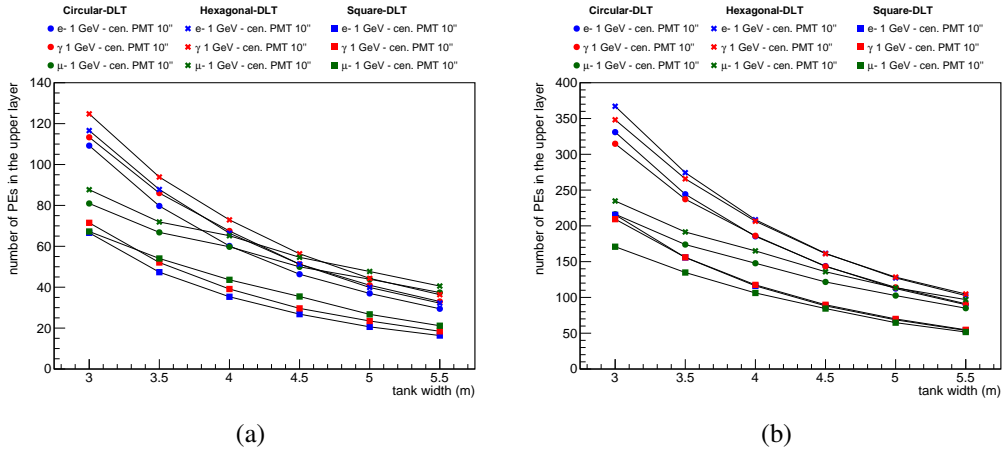 Circular-DLT Hexagonal-DLT Square-DLT
e- 1 GeV - cen. PMT 10" e- 1 GeV - cen. PMT 10" e- 1 GeV - cen. PMT 10"
γ 1 GeV - cen. PMT 10" γ 1 GeV - cen. PMT 10" γ 1 GeV - cen. PMT 10"
μ- 1 GeV - cen. PMT 10" μ- 1 GeV - cen. PMT 10" μ- 1 GeV - cen. PMT 10"
number of PEs in the upper layer
140
120
100
80
60
40
20
0
3 3.5 4 4.5 5 5.5
tank width (m)
(a)
Circular-DLT Hexagonal-DLT Square-DLT
e- 1 GeV - cen. PMT 10" e- 1 GeV - cen. PMT 10" e- 1 GeV - cen. PMT 10"
γ 1 GeV - cen. PMT 10" γ 1 GeV - cen. PMT 10" γ 1 GeV - cen. PMT 10"
μ- 1 GeV - cen. PMT 10" μ- 1 GeV - cen. PMT 10" μ- 1 GeV - cen. PMT 10"
number of PEs in the upper layer
400
350
300
250
200
150
100
50
0
3 3.5 4 4.5 5 5.5
tank width (m)
(b)